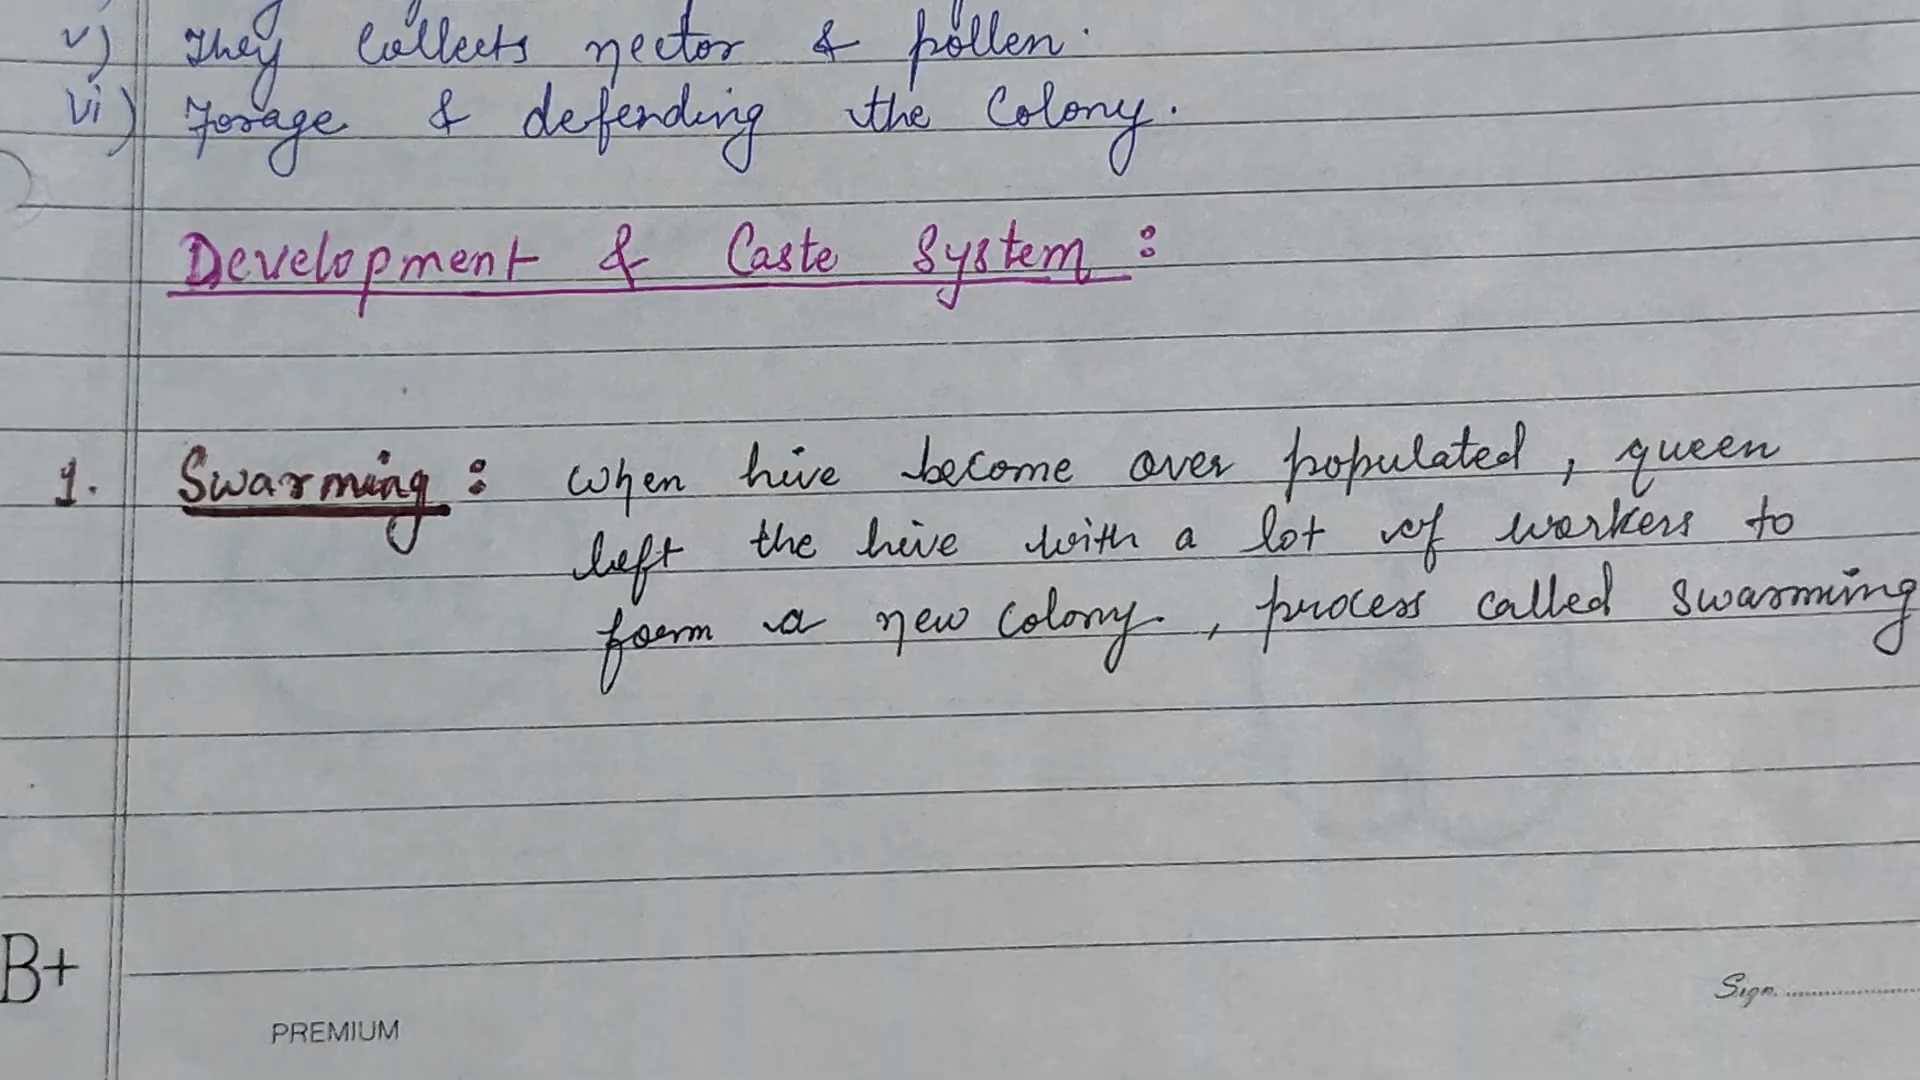 v) They collects nector & pollen.
vi) Forage & defending the Colony.
Development & Caste System :
1. Swarming : when hive become over populated, queen
left the hive with a lot of workers to
form a new colony. , process called swarming
B+
Sign. ....................
PREMIUM